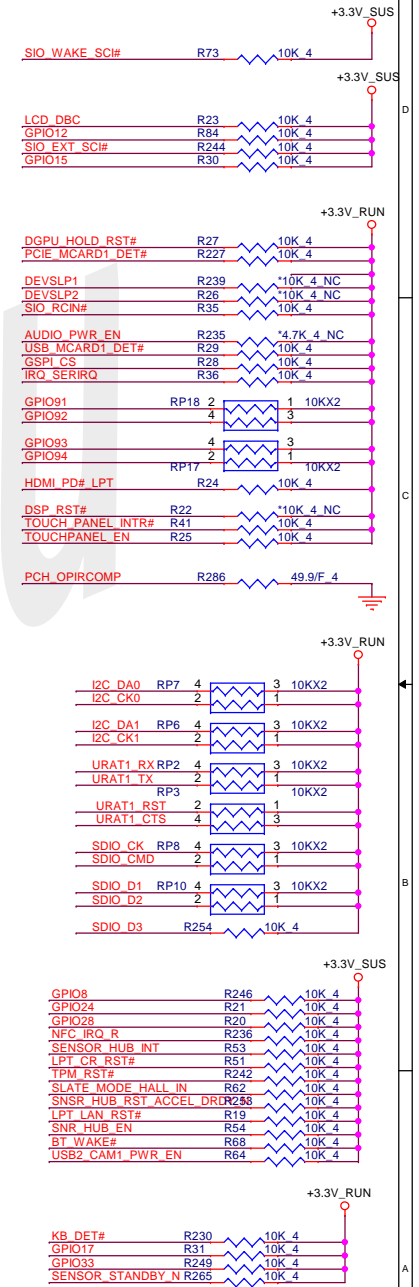 +3.3V_SUS
SIO_WAKE_SCI# R73 10K_4
+3.3V_SUS
D
LCD_DBC R23 10K_4
GPIO12 R84 10K_4
SIO_EXT_SCI# R244 10K_4
GPIO15 R30 10K_4
+3.3V_RUN
DGPU_HOLD_RST# R27 10K_4
PCIE_MCARD1_DET# R227 10K_4
DEVSLP1 R239 *10K_4_NC
DEVSLP2 R26 *10K_4_NC
SIO_RCIN# R35 10K_4
AUDIO_PWR_EN R235 *4.7K_4_NC
USB_MCARD1_DET# R29 10K_4
GSPI_CS R28 10K_4
IRQ_SERIRQ R36 10K_4
GPIO91 RP18 2 1 10KX2
GPIO92 4 3
GPIO93 4 3
GPIO94 2 1
RP17 10KX2
HDMI_PD#_LPT R24 10K_4
C
DSP_RST# R22 *10K_4_NC
TOUCH_PANEL_INTR# R41 10K_4
TOUCHPANEL_EN R25 10K_4
PCH_OPIRCOMP R286 49.9/F_4
+3.3V_RUN
I2C_DA0 RP7 4 3 10KX2
I2C_CK0 2 1
I2C_DA1 RP6 4 3 10KX2
I2C_CK1 2 1
URAT1_RX RP2 4 3 10KX2
URAT1_TX 2 1
RP3 10KX2
URAT1_RST 2 1
URAT1_CTS 4 3
SDIO_CK RP8 4 3 10KX2
SDIO_CMD 2 1
B
SDIO_D1 RP10 4 3 10KX2
SDIO_D2 2 1
SDIO_D3 R254 10K_4
+3.3V_SUS
GPIO8 R246 10K_4
GPIO24 R21 10K_4
GPIO28 R20 10K_4
NFC_IRQ_R R236 10K_4
SENSOR_HUB_INT R53 10K_4
LPT_CR_RST# R51 10K_4
TPM_RST# R242 10K_4
SLATE_MODE_HALL_IN R62 10K_4
SNSR_HUB_RST_ACCEL 10K_4
LPT_LAN_RST# R19 10K_4
SNR_HUB_EN R54 10K_4
BT_WAKE# R68 10K_4
USB2_CAM1_PWR_EN R64 10K_4
+3.3V_RUN
KB_DET# R230 10K_4
GPIO17 R31 10K_4
GPIO33 R249 10K_4
SENSOR_STANDBY_N R265 10K_4
A